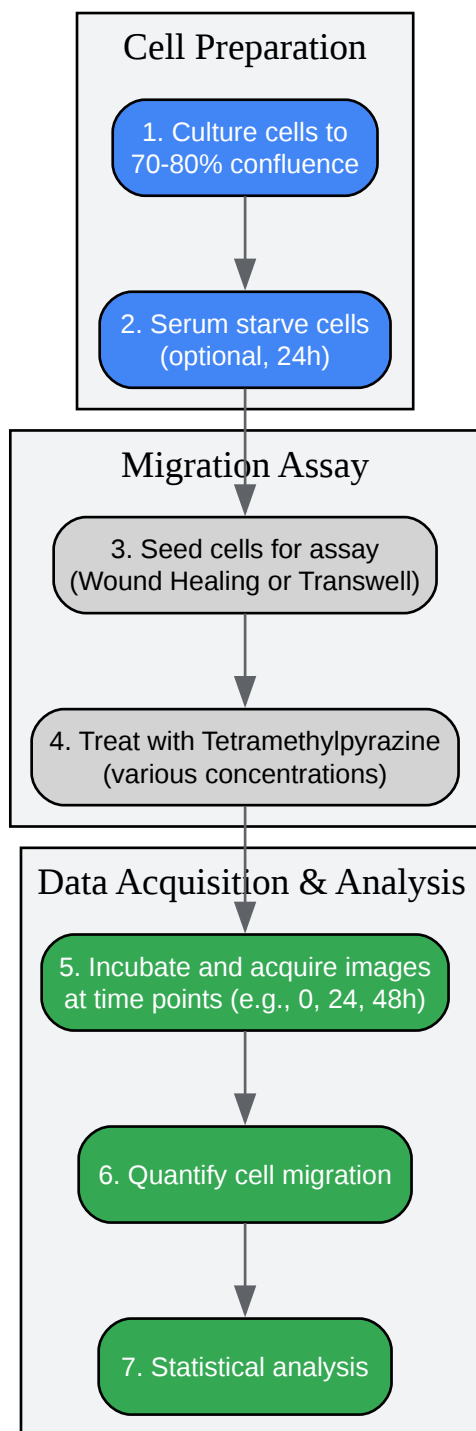 Cell Preparation
1. Culture cells to
70-80% confluence
2. Serum starve cells
(optional, 24h)
Migration Assay
3. Seed cells for assay
(Wound Healing or Transwell)
4. Treat with Tetramethylpyrazine
(various concentrations)
Data Acquisition & Analysis
5. Incubate and acquire images
at time points (e.g., 0, 24, 48h)
6. Quantify cell migration
7. Statistical analysis